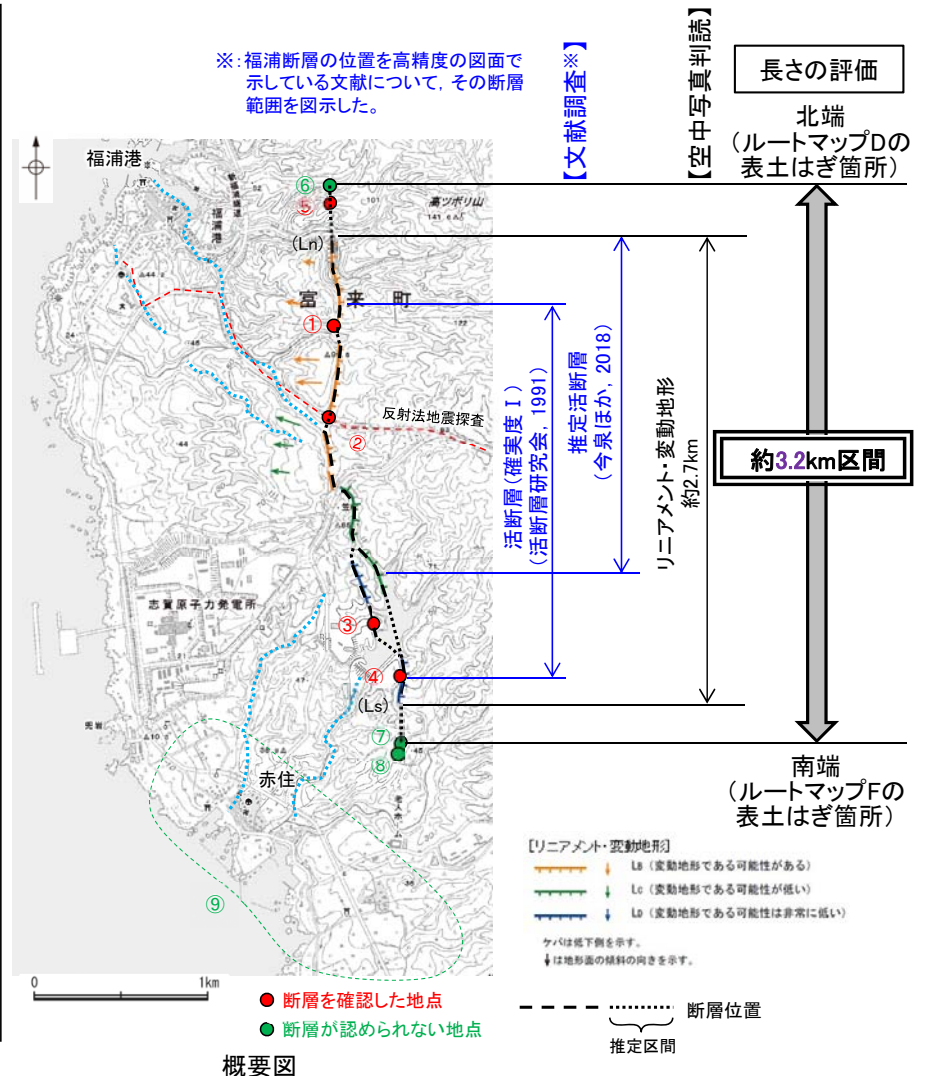 ※：福浦断層の位置を高精度の図面で
示している文献について，その断層
範囲を図示した。
【文献調査※】
【空中写真判読】
長さの評価
北端
（ルートマップDの
表土はぎ箇所）
福浦港
福浦港
高ツボリ山
⑥
⑤
(Ln)
富来町
①
反射法地震探査
②
活断層（確実度Ⅰ）
（活断層研究会，1991）
推定活断層
（今泉ほか，2018）
リニアメント・変動地形
約2.7km
約3.2km区間
志賀原子力発電所
③
④
(Ls)
⑦
⑧
赤住
⑨
南端
（ルートマップFの
表土はぎ箇所）
［リニアメント・変動地形］
LB（変動地形である可能性がある）
LC（変動地形である可能性が低い）
LD（変動地形である可能性は非常に低い）
ケバは低下側を示す。
↓は地形面の傾斜の向きを示す。
0 1km
● 断層を確認した地点
● 断層が認められない地点
断層位置
推定区間
概要図